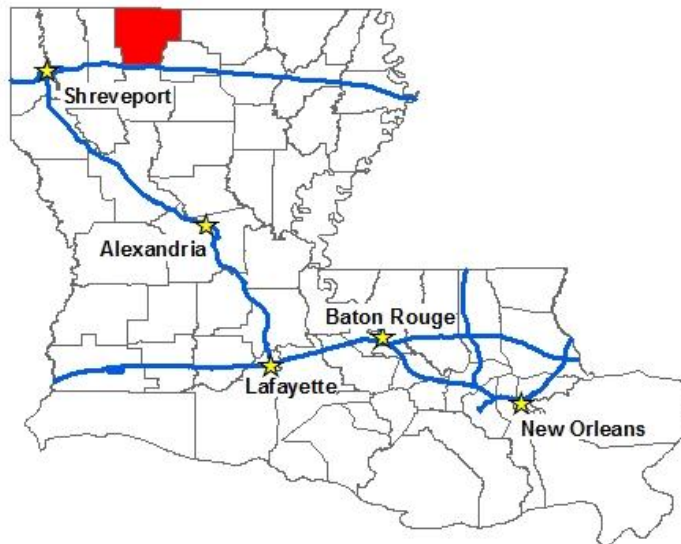 Shreveport
Alexandria
Baton Rouge
Lafayette
New Orleans